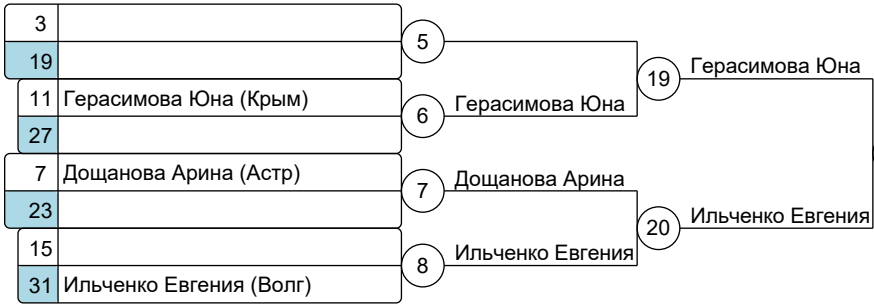 3
19
5
11 Герасимова Юна (Крым)
27
6
Герасимова Юна
19
Герасимова Юна
7 Дощанова Арина (Астр)
23
7
Дощанова Арина
15
31 Ильченко Евгения (Волг)
8
Ильченко Евгения
20
Ильченко Евгения